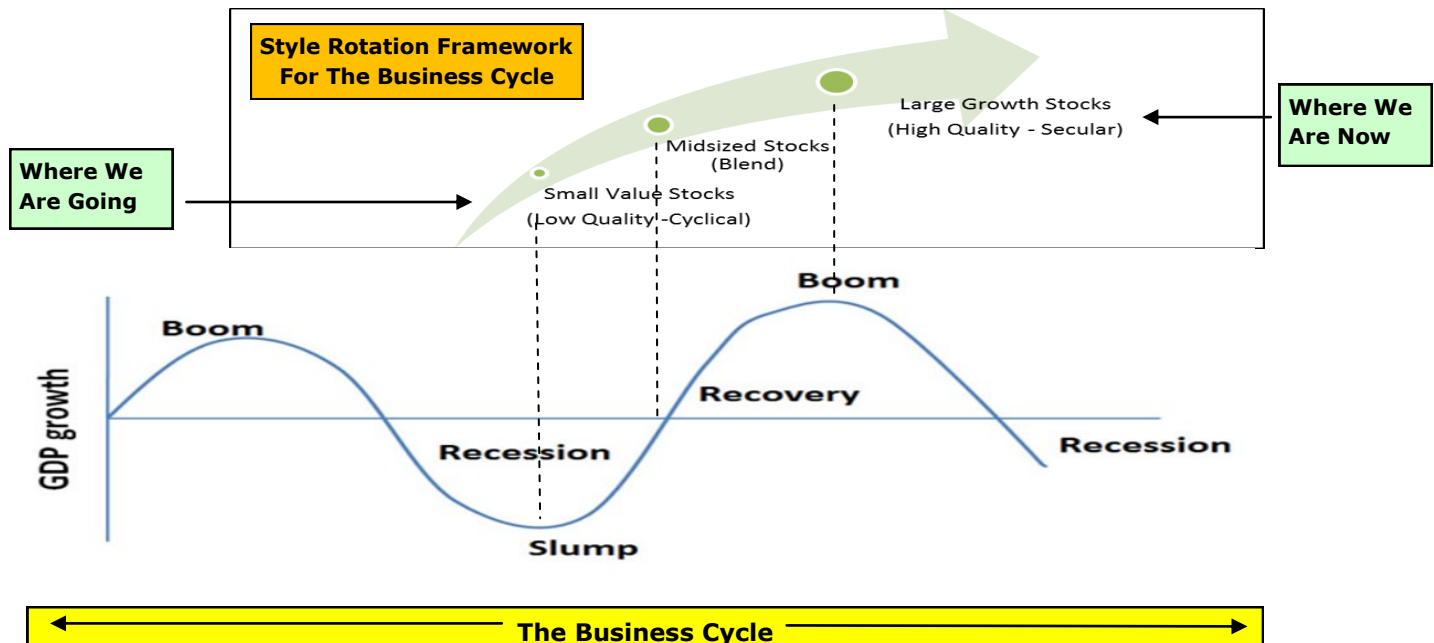 Style Rotation Framework
For The Business Cycle
Large Growth Stocks
(High Quality - Secular)
Where We
Are Now
Midsized Stocks
(Blend)
Where We
Are Going
Small Value Stocks
(Low Quality -Cyclical)
Boom
Boom
GDP growth
Recovery
Recession
Recession
Slump
The Business Cycle